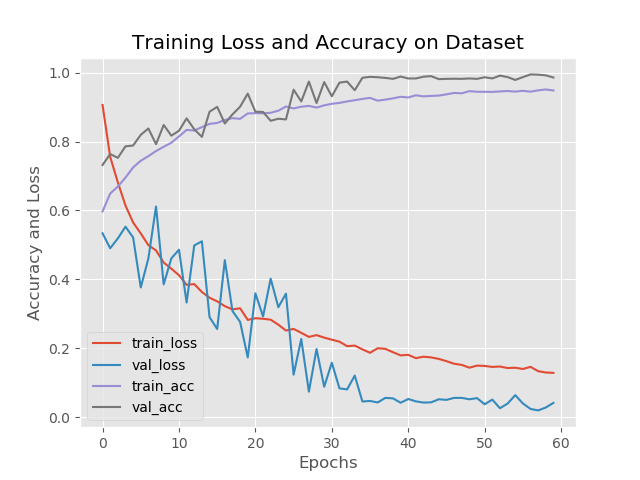 Training Loss and Accuracy on Dataset
1.0
0.8
0.6
0.4
0.2
0.0
Accuracy and Loss
train_loss
val_loss
train_acc
val_acc
0
10
20
30
40
50
60
Epochs